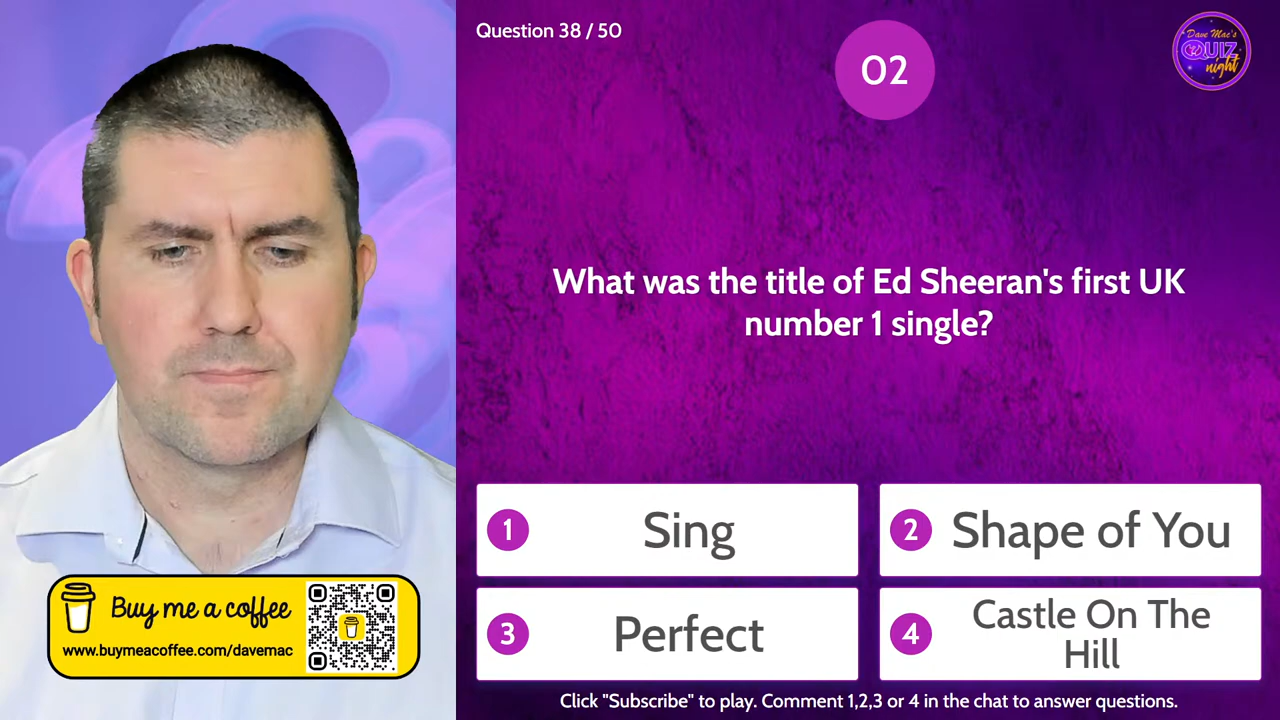 Question 38 / 50
02
Dave Mac's
QUIZ
night
What was the title of Ed Sheeran's first UK
number 1 single?
1 Sing
2 Shape of You
3 Perfect
4 Castle On The
Hill
Buy me a coffee
www.buymeacoffee.com/davemac
Click "Subscribe" to play. Comment 1,2,3 or 4 in the chat to answer questions.